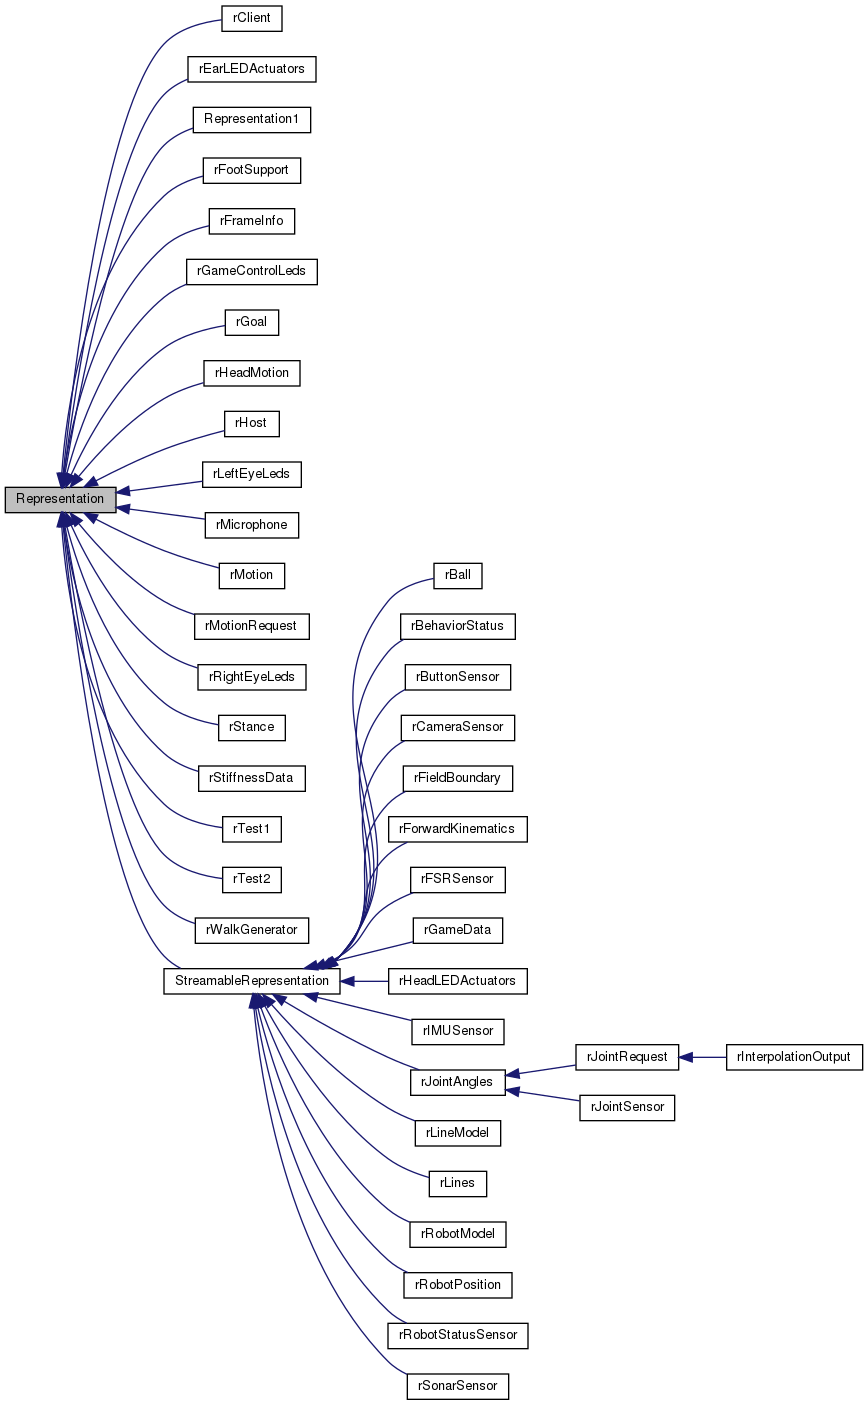 rClient
rEarLEDActuators
Representation1
rFootSupport
rFrameInfo
rGameControlLeds
rGoal
rHeadMotion
rHost
rLeftEyeLeds
Representation
rMicrophone
rMotion
rBall
rMotionRequest
rBehaviorStatus
rRightEyeLeds
rButtonSensor
rStance
rCameraSensor
rStiffnessData
rFieldBoundary
rTest1
rForwardKinematics
rTest2
rFSRSensor
rWalkGenerator
rGameData
StreamableRepresentation
rHeadLEDActuators
rIMUSensor
rJointRequest
rInterpolationOutput
rJointAngles
rJointSensor
rLineModel
rLines
rRobotModel
rRobotPosition
rRobotStatusSensor
rSonarSensor